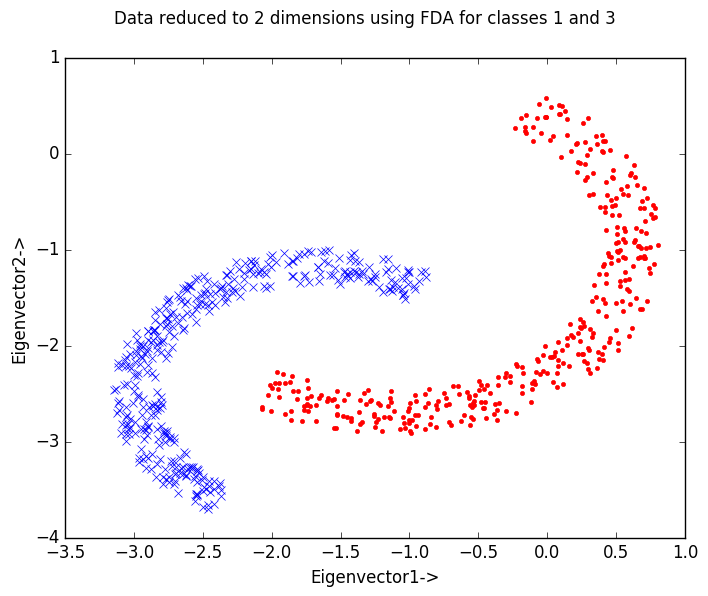 Data reduced to 2 dimensions using FDA for classes 1 and 3
1
0
−1
−2
−3
−4
Eigenvector2->
−3.5 −3.0 −2.5 −2.0 −1.5 −1.0 −0.5 0.0 0.5 1.0
Eigenvector1->